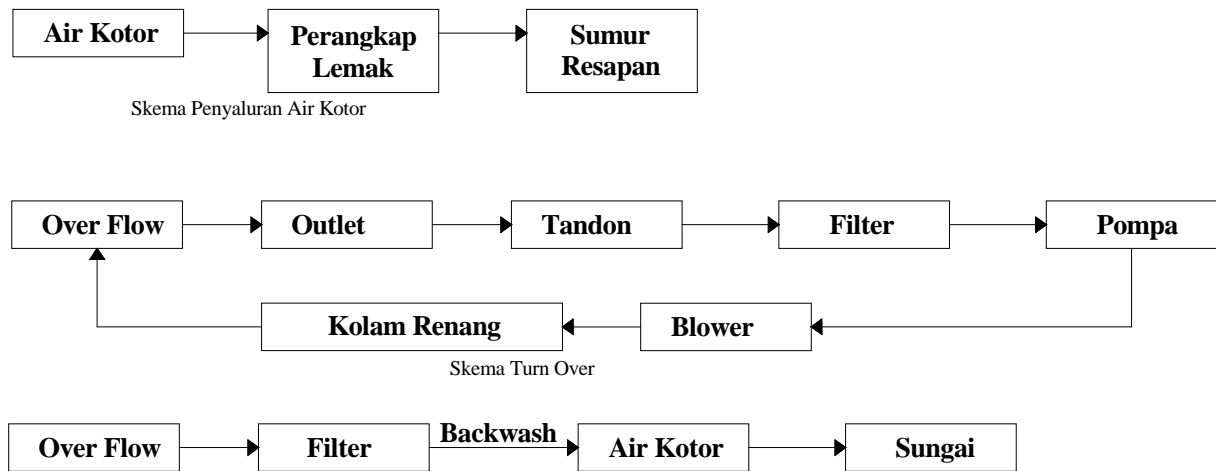 Air Kotor
Perangkap
Lemak
Sumur
Resapan
Skema Penyaluran Air Kotor
Over Flow
Outlet
Tandon
Filter
Pompa
Kolam Renang
Blower
Skema Turn Over
Over Flow
Filter
Backwash
Air Kotor
Sungai